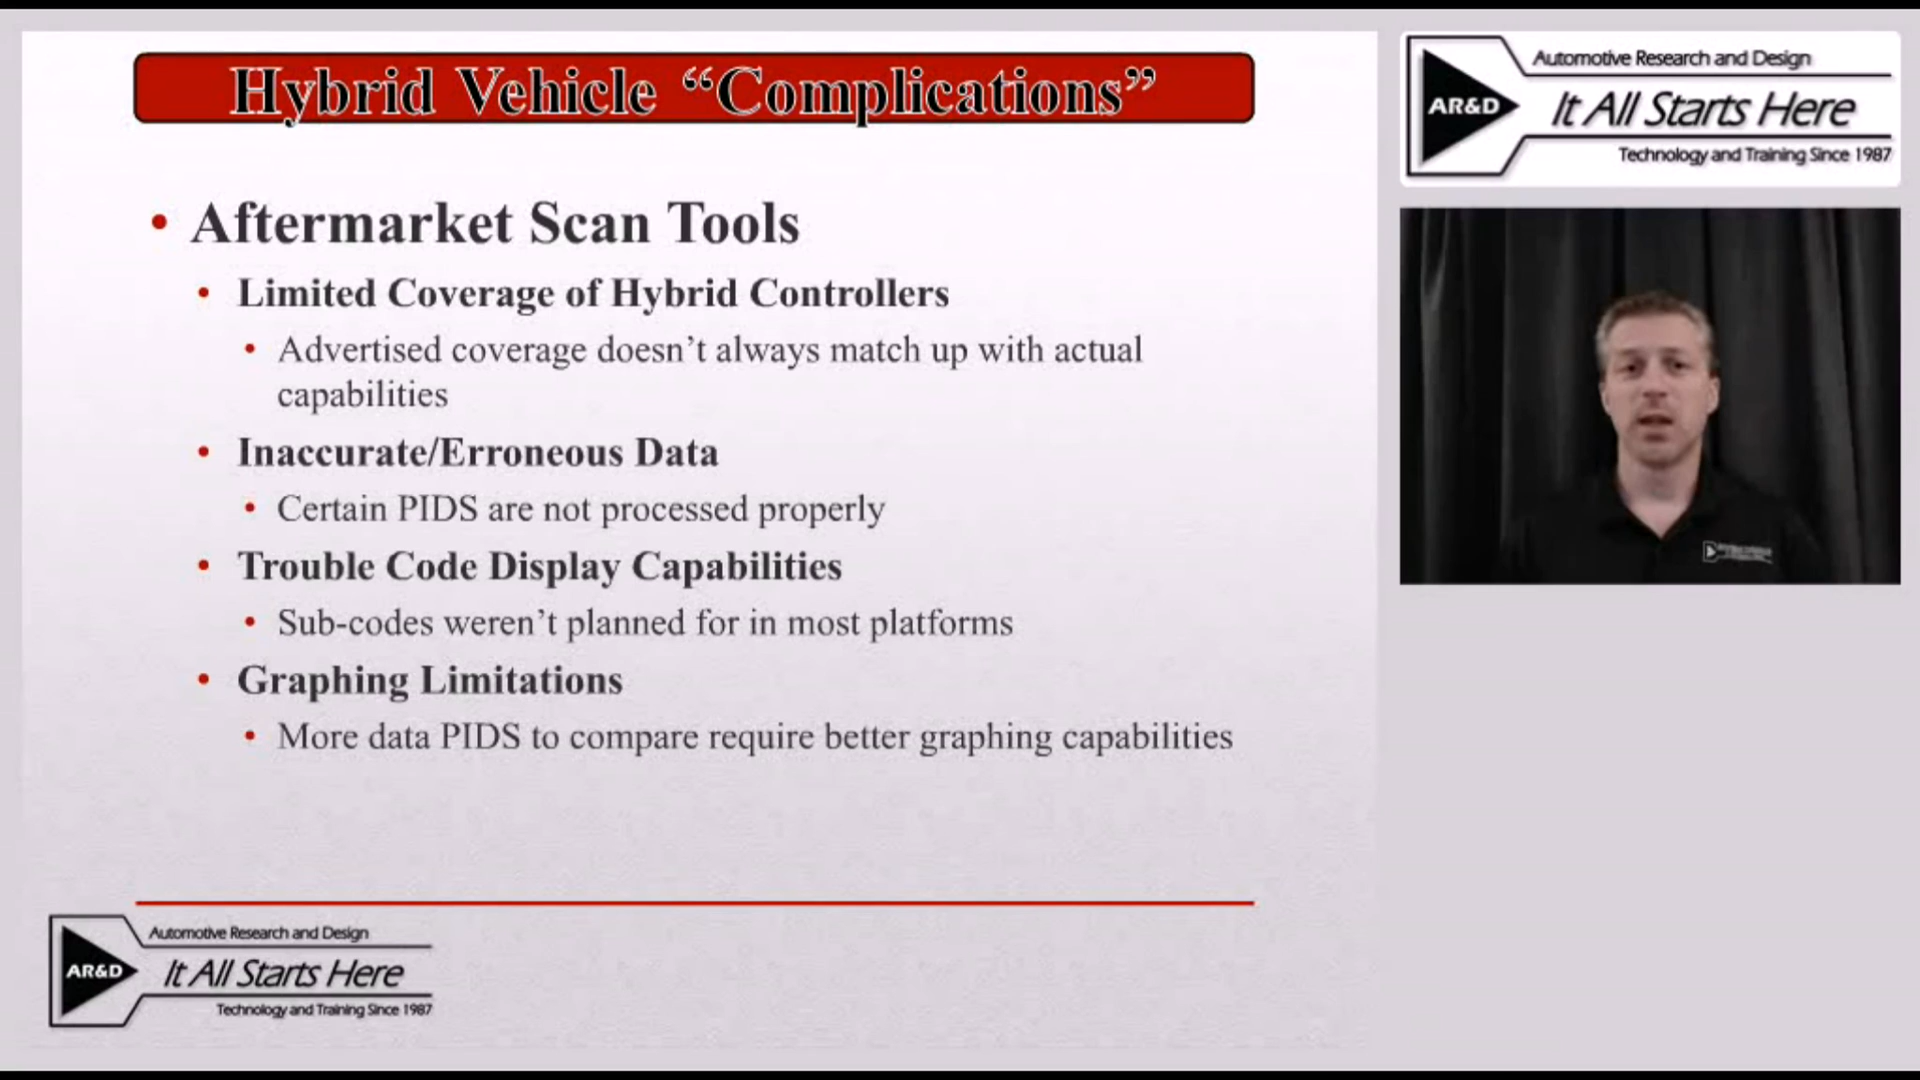 Hybrid Vehicle “Complications”
• Aftermarket Scan Tools
• Limited Coverage of Hybrid Controllers
• Advertised coverage doesn’t always match up with actual
capabilities
• Inaccurate/Erroneous Data
• Certain PIDS are not processed properly
• Trouble Code Display Capabilities
• Sub-codes weren’t planned for in most platforms
• Graphing Limitations
• More data PIDS to compare require better graphing capabilities
Automotive Research and Design
AR&D
It All Starts Here
Technology and Training Since 1987
Automotive Research and Design
AR&D
It All Starts Here
Technology and Training Since 1987